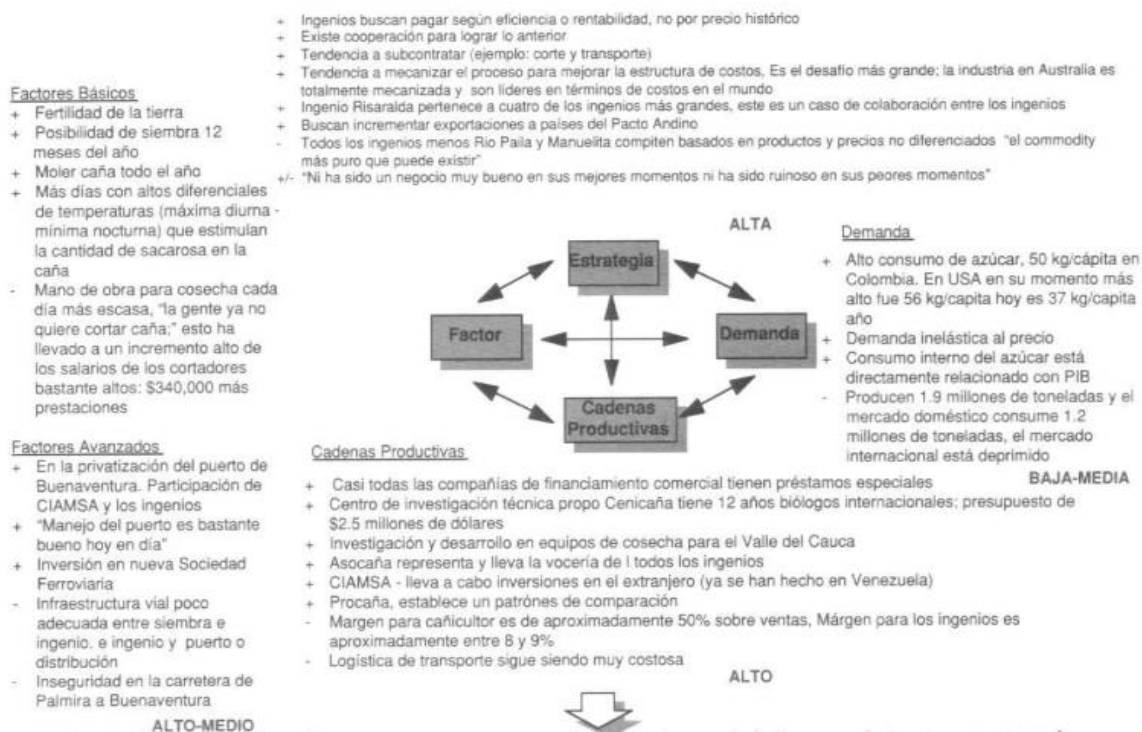 + Ingenios buscan pagar según eficiencia o rentabilidad, no por precio histórico
+ Existe cooperación para lograr lo anterior
+ Tendencia a subcontratar (ejemplo: corte y transporte)
+ Tendencia a mecanizar el proceso para mejorar la estructura de costos, Es el desafío más grande; la industria en Australia es
totalmente mecanizada y son líderes en términos de costos en el mundo
+ Ingenio Risaralda pertenece a cuatro de los ingenios más grandes, este es un caso de colaboración entre los ingenios
+ Buscan incrementar exportaciones a países del Pacto Andino
- Todos los ingenios menos Rio Paila y Manuelita compiten basados en productos y precios no diferenciados "el commodity
más puro que puede existir"
+/- "Ni ha sido un negocio muy bueno en sus mejores momentos ni ha sido ruinoso en sus peores momentos"
ALTA
Factores Básicos
+ Fertilidad de la tierra
+ Posibilidad de siembra 12
meses del año
+ Moler caña todo el año
+ Más días con altos diferenciales
de temperaturas (máxima diurna -
mínima nocturna) que estimulan
la cantidad de sacarosa en la
caña
- Mano de obra para cosecha cada
día más escasa, "la gente ya no
quiere cortar caña;" esto ha
llevado a un incremento alto de
los salarios de los cortadores
bastante altos: $340,000 más
prestaciones
Estrategia
Factor
Demanda
Cadenas
Productivas
Demanda
+ Alto consumo de azúcar, 50 kg/cápita en
Colombia. En USA en su momento más
alto fue 56 kg/capita hoy es 37 kg/capita
año
+ Demanda inelástica al precio
+ Consumo interno del azúcar está
directamente relacionado con PIB
- Producen 1.9 millones de toneladas y el
mercado doméstico consume 1.2
millones de toneladas, el mercado
internacional está deprimido
BAJA-MEDIA
Factores Avanzados
+ En la privatización del puerto de
Buenaventura. Participación de
CIAMSA y los ingenios
+ "Manejo del puerto es bastante
bueno hoy en día"
+ Inversión en nueva Sociedad
Ferroviaria
- Infraestructura vial poco
adecuada entre siembra e
ingenio. e ingenio y puerto o
distribución
- Inseguridad en la carretera de
Palmira a Buenaventura
ALTO-MEDIO
Cadenas Productivas
+ Casi todas las compañías de financiamiento comercial tienen préstamos especiales
+ Centro de investigación técnica propo Cenicaña tiene 12 años biólogos internacionales; presupuesto de
$2.5 millones de dólares
+ Investigación y desarrollo en equipos de cosecha para el Valle del Cauca
+ Asocaña representa y lleva la vocería de l todos los ingenios
+ CIAMSA - lleva a cabo inversiones en el extranjero (ya se han hecho en Venezuela)
+ Procaña, establece un patrónes de comparación
- Margen para cañicultor es de aproximadamente 50% sobre ventas, Márgen para los ingenios es
aproximadamente entre 8 y 9%
- Logística de transporte sigue siendo muy costosa
ALTO